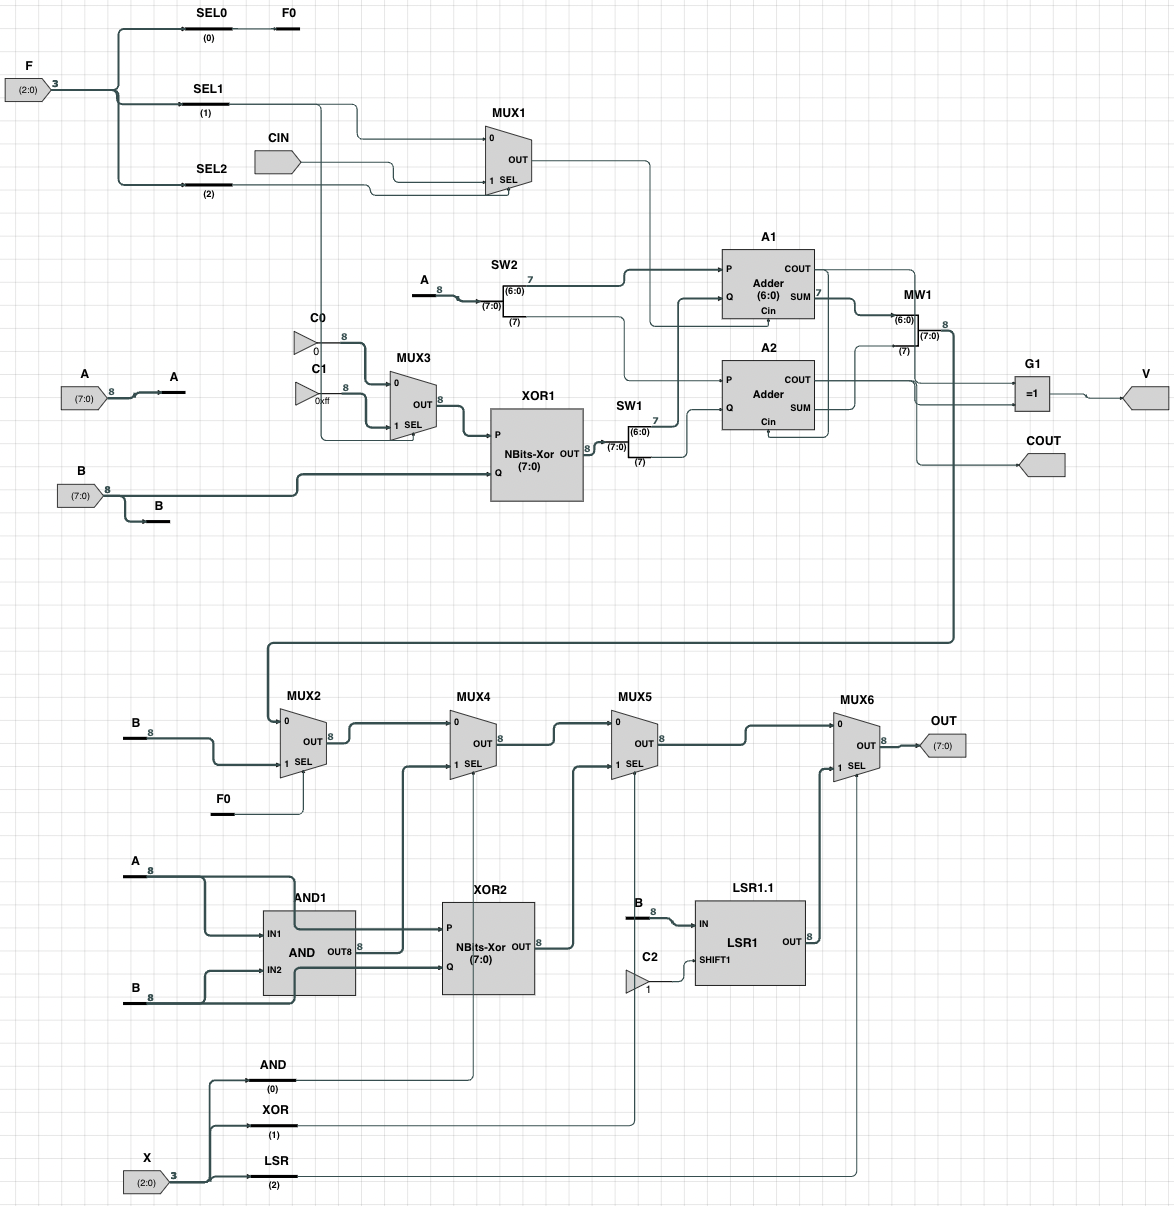 SEL0
(0)
F0
F
(2:0)
3
SEL1
(1)
SEL2
(2)
CIN
MUX1
0
OUT
1
SEL
A
8
SW2
(7:0)
(6:0)
7
(7)
A1
P
COUT
Adder
(6:0)
Q
SUM
7
Cin
MW1
(6:0)
8
(7:0)
(7)
A2
P
COUT
Adder
Q
SUM
Cin
G1
=1
V
COUT
C0
8
0
C1
8
0xff
MUX3
0
OUT
8
1
SEL
A
(7:0)
8
A
XOR1
P
NBits-Xor
(7:0)
OUT
8
Q
SW1
(7:0)
(6:0)
7
(7)
B
(7:0)
8
B
MUX2
0
OUT
8
1
SEL
B
8
F0
MUX4
0
OUT
8
1
SEL
MUX5
0
OUT
8
1
SEL
MUX6
0
OUT
8
1
SEL
OUT
(7:0)
A
8
AND1
IN1
AND
OUT8
8
IN2
B
8
XOR2
P
NBits-Xor
(7:0)
OUT
8
Q
B
8
C2
1
LSR1.1
IN
LSR1
OUT
8
SHIFT1
AND
(0)
XOR
(1)
X
(2:0)
3
LSR
(2)